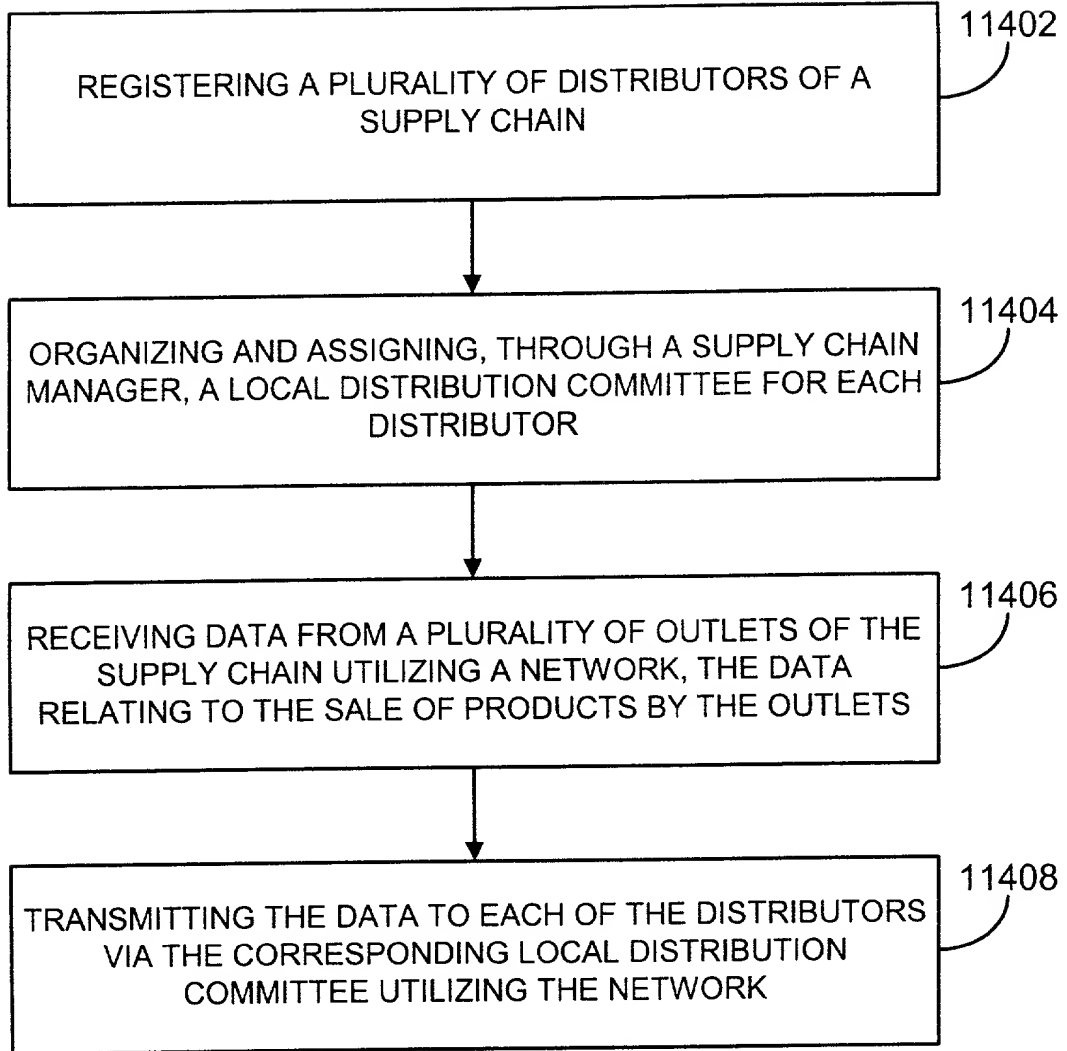 11402
REGISTERING A PLURALITY OF DISTRIBUTORS OF A
SUPPLY CHAIN
11404
ORGANIZING AND ASSIGNING, THROUGH A SUPPLY CHAIN
MANAGER, A LOCAL DISTRIBUTION COMMITTEE FOR EACH
DISTRIBUTOR
11406
RECEIVING DATA FROM A PLURALITY OF OUTLETS OF THE
SUPPLY CHAIN UTILIZING A NETWORK, THE DATA
RELATING TO THE SALE OF PRODUCTS BY THE OUTLETS
11408
TRANSMITTING THE DATA TO EACH OF THE DISTRIBUTORS
VIA THE CORRESPONDING LOCAL DISTRIBUTION
COMMITTEE UTILIZING THE NETWORK